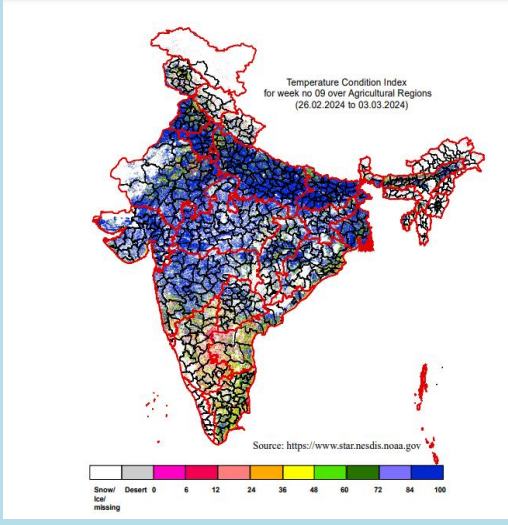 Temperature Condition Index
for week no 09 over Agricultural Regions
(26.02.2024 to 03.03.2024)
Source: https://www.star.nesdis.noaa.gov
Snow/ Ice/ missing
Desert 0 6 12 24 36 48 60 72 84 100